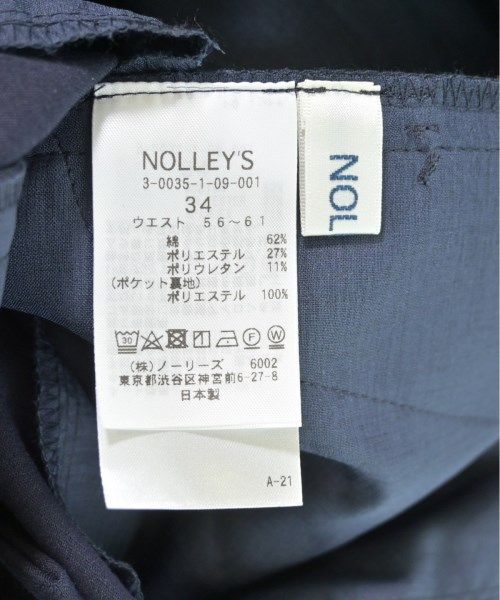 NOLLEY'S
3-0035-1-09-001
34
ウエスト 56～61
綿 62%
ポリエステル 27%
ポリウレタン 11%
(ポケット裏地)
ポリエステル 100%
30 F W
(株)ノーリーズ 6002
東京都渋谷区神宮前6-27-8
日本製
A-21
NOL